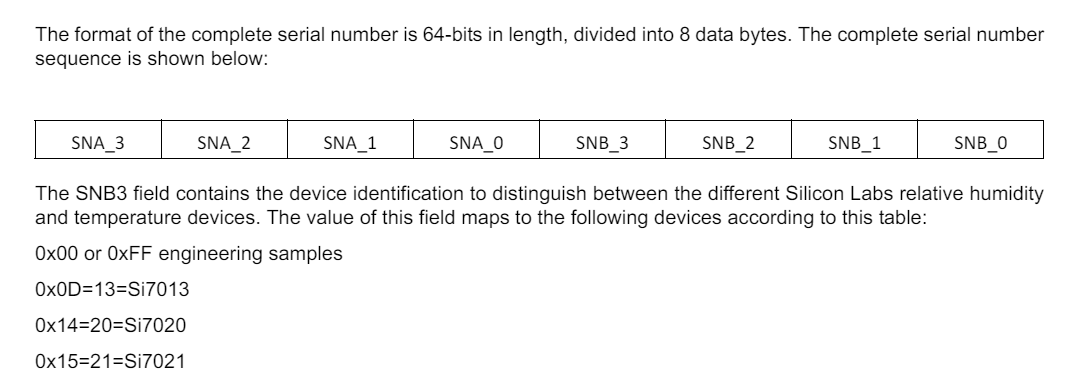 The format of the complete serial number is 64-bits in length, divided into 8 data bytes. The complete serial number
sequence is shown below:
SNA_3 SNA_2 SNA_1 SNA_0 SNB_3 SNB_2 SNB_1 SNB_0
The SNB3 field contains the device identification to distinguish between the different Silicon Labs relative humidity
and temperature devices. The value of this field maps to the following devices according to this table:
0x00 or 0xFF engineering samples
0x0D=13=Si7013
0x14=20=Si7020
0x15=21=Si7021